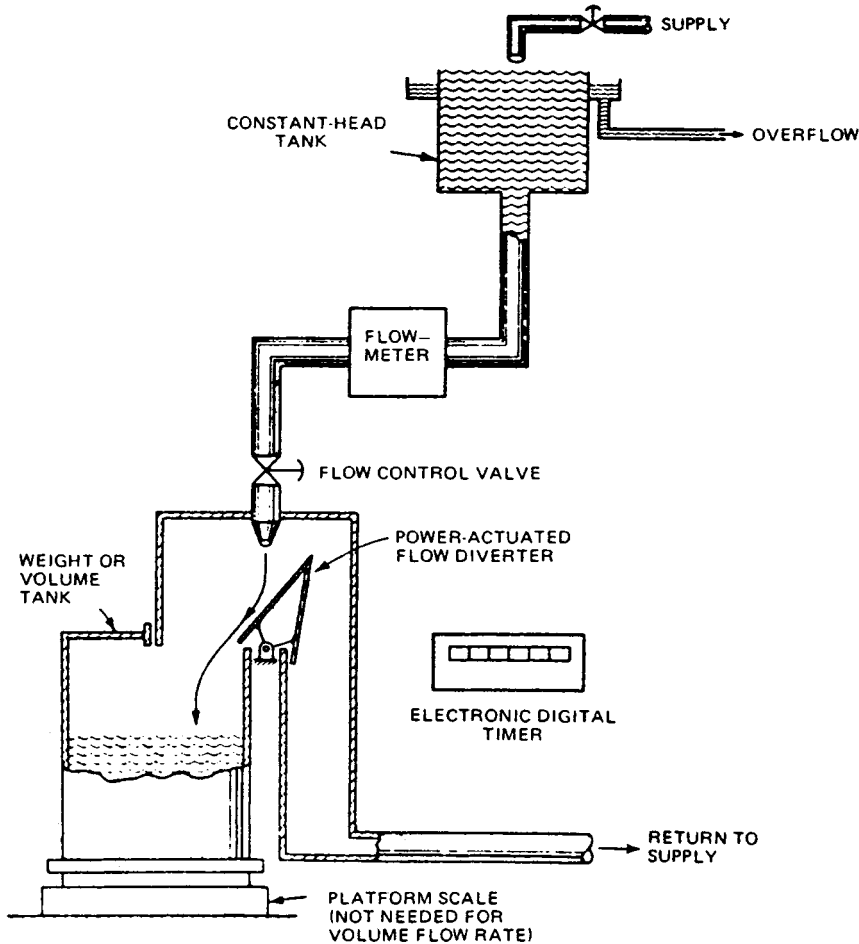 SUPPLY
CONSTANT-HEAD
TANK
OVERFLOW
FLOW–
METER
FLOW CONTROL VALVE
POWER-ACTUATED
FLOW DIVERTER
WEIGHT OR
VOLUME
TANK
ELECTRONIC DIGITAL
TIMER
RETURN TO
SUPPLY
PLATFORM SCALE
(NOT NEEDED FOR
VOLUME FLOW RATE)